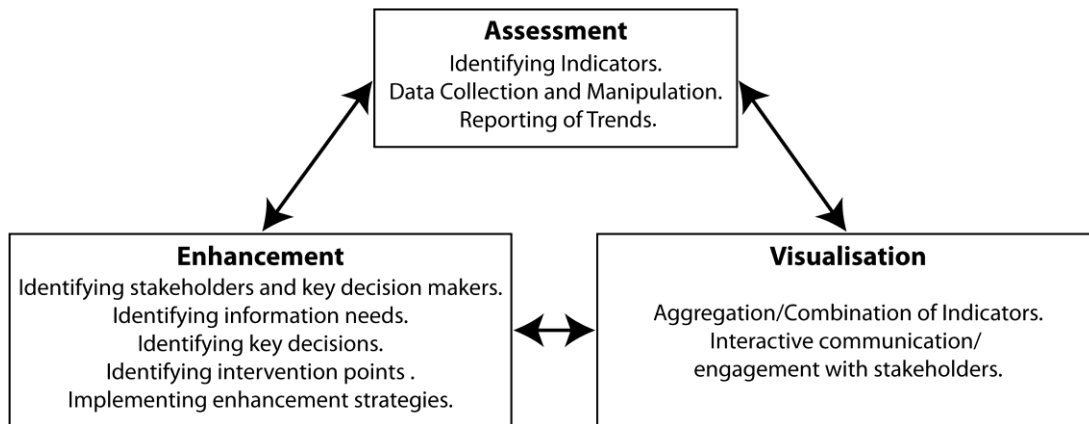 Assessment
Identifying Indicators.
Data Collection and Manipulation.
Reporting of Trends.
Enhancement
Identifying stakeholders and key decision makers.
Identifying information needs.
Identifying key decisions.
Identifying intervention points .
Implementing enhancement strategies.
Visualisation
Aggregation/Combination of Indicators.
Interactive communication/
engagement with stakeholders.